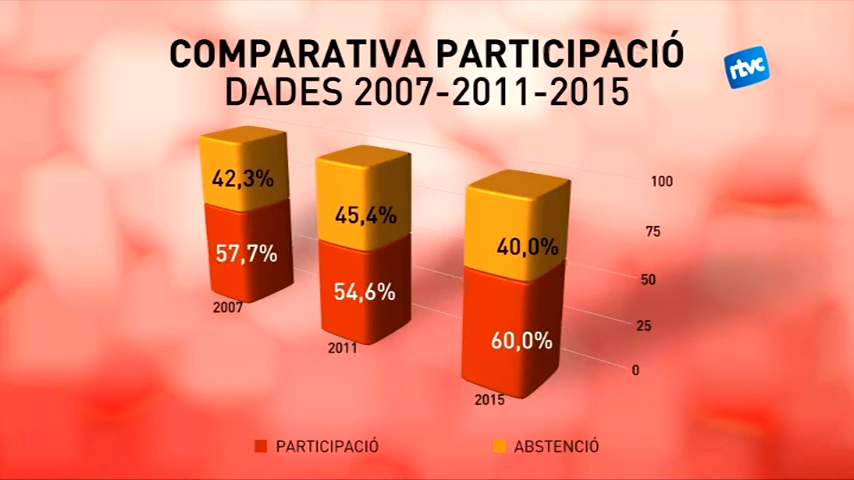 COMPARATIVA PARTICIPACIÓ
DADES 2007-2011-2015
rtvc
42,3%
57,7%
2007
45,4%
54,6%
2011
40,0%
60,0%
2015
100
75
50
25
0
PARTICIPACIÓ
ABSTENCIÓ